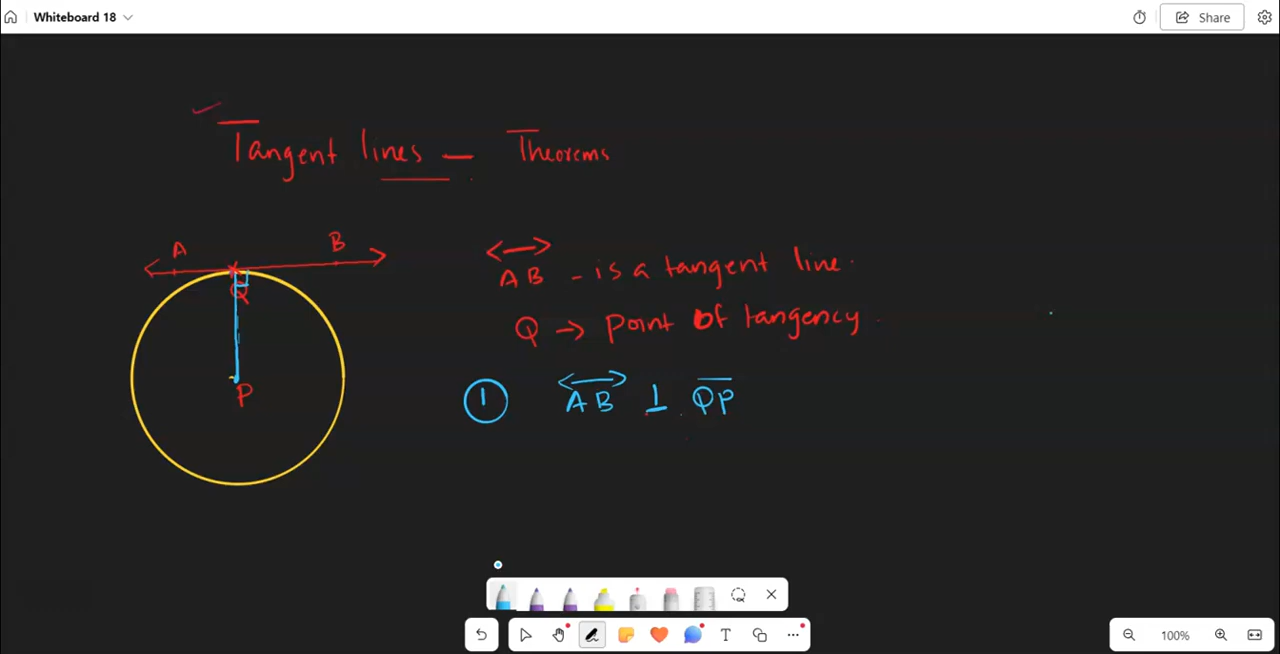 Whiteboard 18
Share
Tangent lines — Theorems
A B
Q
P
AB - is a tangent line.
Q → Point of tangency
① AB ⊥ QP
T
100%